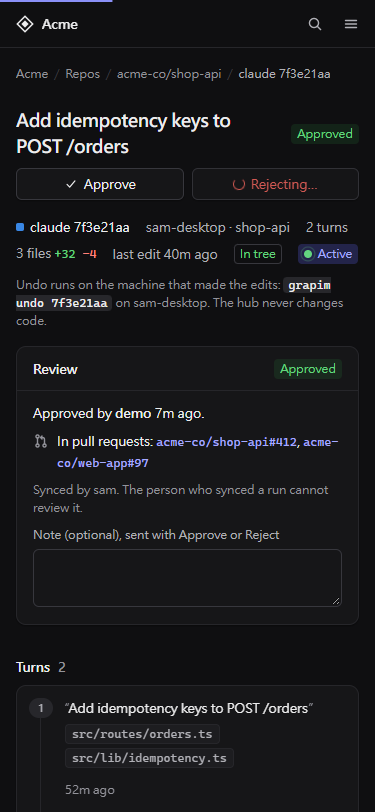 Acme
Acme / Repos / acme-co/shop-api / claude 7f3e21aa
Add idempotency keys to
POST /orders
Approved
Approve
Rejecting…
claude 7f3e21aa sam-desktop · shop-api 2 turns
3 files +32 −4 last edit 40m ago In tree Active
Undo runs on the machine that made the edits: grapim
undo 7f3e21aa on sam-desktop. The hub never changes
code.
Review
Approved
Approved by demo 7m ago.
In pull requests: acme-co/shop-api#412, acme-
co/web-app#97
Synced by sam. The person who synced a run cannot
review it.
Note (optional), sent with Approve or Reject
Turns 2
1
“Add idempotency keys to POST /orders”
src/routes/orders.ts
src/lib/idempotency.ts
52m ago